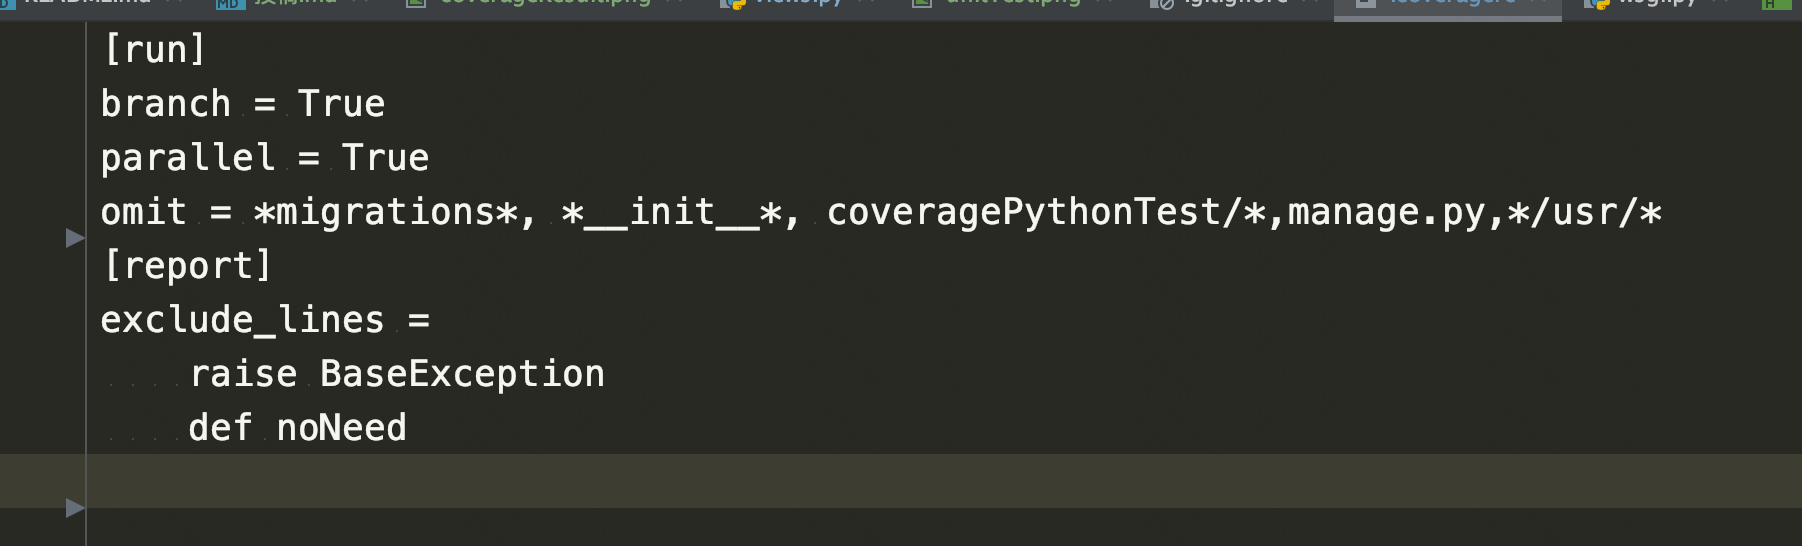 [run]
branch = True
parallel = True
omit = *migrations*, *__init__*, coveragePythonTest/*,manage.py,*/usr/*
[report]
exclude_lines =
    raise BaseException
    def noNeed